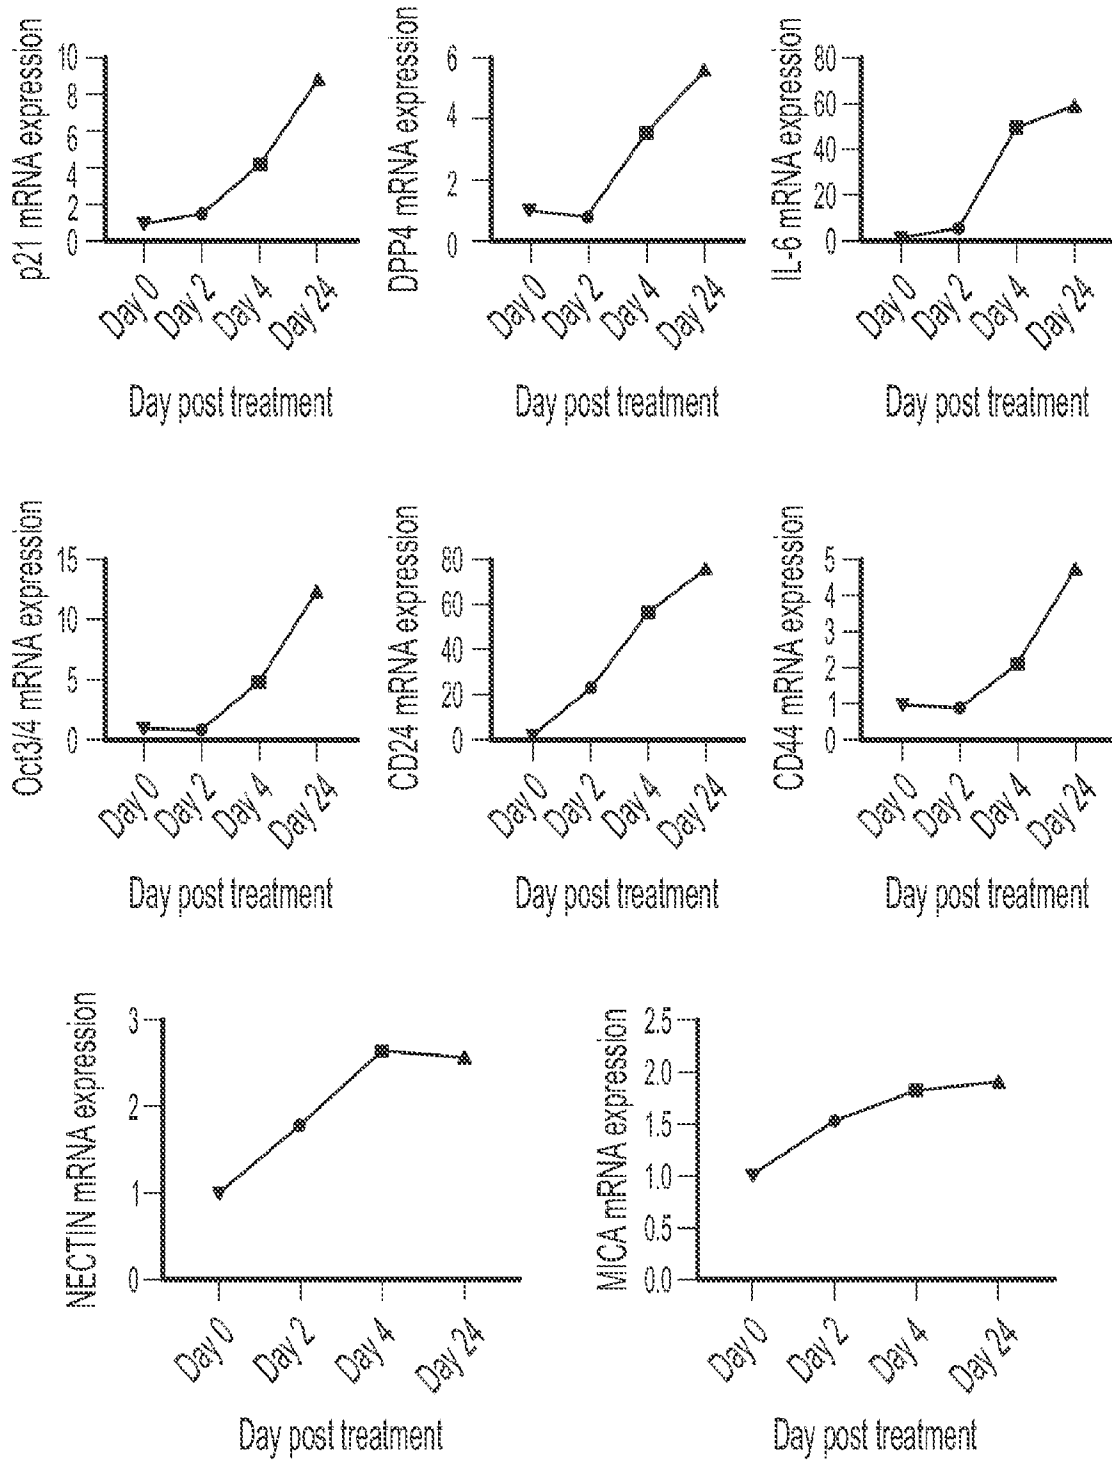 p21 mRNA expression
10
8
6
4
2
0
Day 0
Day 2
Day 4
Day 24
Day post treatment
DPP4 mRNA expression
6
4
2
0
Day 0
Day 2
Day 4
Day 24
Day post treatment
IL-6 mRNA expression
80
60
40
20
0
Day 0
Day 2
Day 4
Day 24
Day post treatment
Oct3/4 mRNA expression
15
10
5
0
Day 0
Day 2
Day 4
Day 24
Day post treatment
CD24 mRNA expression
80
60
40
20
0
Day 0
Day 2
Day 4
Day 24
Day post treatment
CD44 mRNA expression
5
4
3
2
1
0
Day 0
Day 2
Day 4
Day 24
Day post treatment
NECTIN mRNA expression
3
2
1
0
Day 0
Day 2
Day 4
Day 24
Day post treatment
MICA mRNA expression
2.5
2.0
1.5
1.0
0.5
0.0
Day 0
Day 2
Day 4
Day 24
Day post treatment